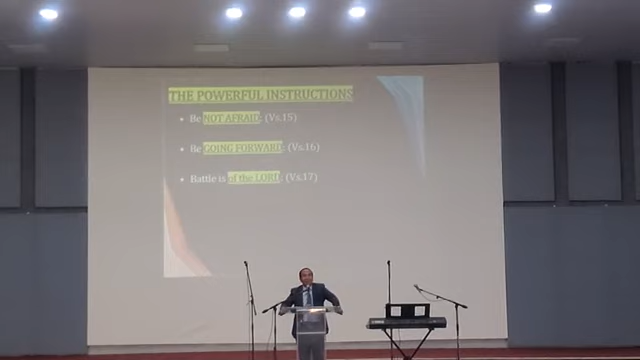 THE POWERFUL INSTRUCTIONS
• Be NOT AFRAID: (Vs.15)
• Be GOING FORWARD: (Vs.16)
• Battle is of the LORD: (Vs.17)